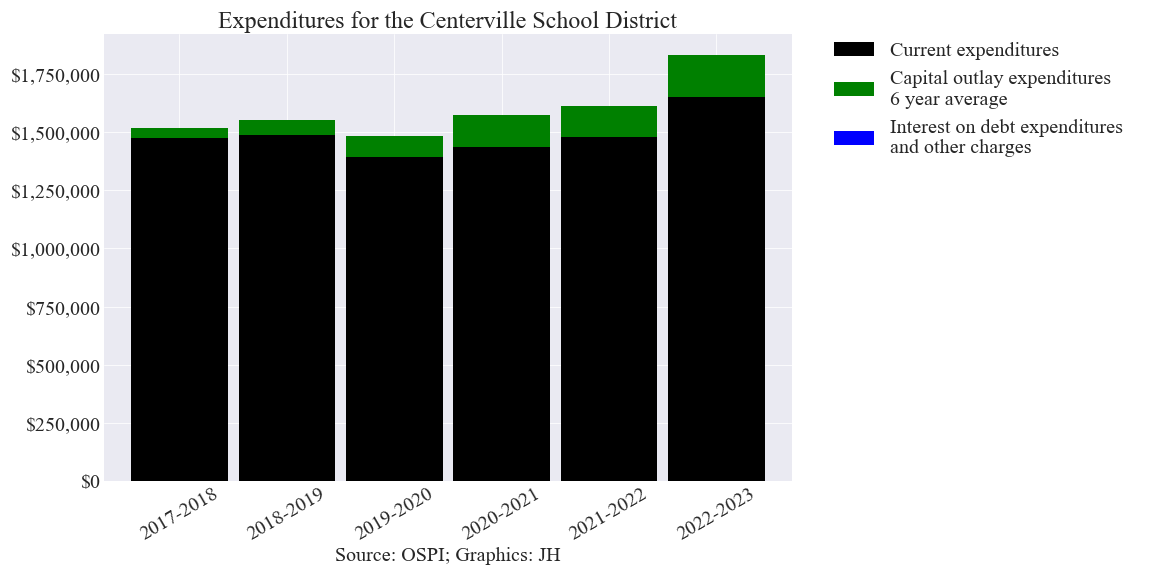 Expenditures for the Centerville School District
$1,750,000
$1,500,000
$1,250,000
$1,000,000
$750,000
$500,000
$250,000
$0
2017-2018
2018-2019
2019-2020
2020-2021
2021-2022
2022-2023
Source: OSPI; Graphics: JH
Current expenditures
Capital outlay expenditures
6 year average
Interest on debt expenditures
and other charges